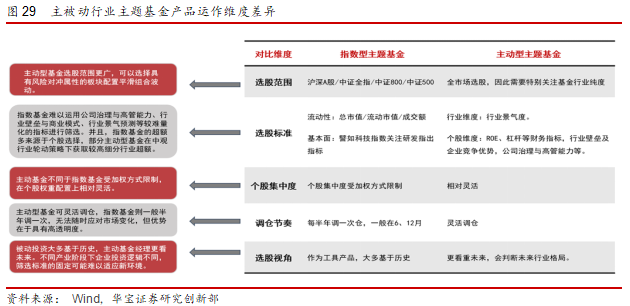 图 29 主被动行业主题基金产品运作维度差异
对比维度 指数型主题基金 主动型主题基金
主动型基金选股范围更广，可以选择具
有风险对冲属性的板块配置平滑组合波
动。
选股范围 沪深A股/中证全指/中证800/中证500 全市场选股，因此需要特别关注基金行业纯度
指数基金难以运用公司治理与高管能力、行
业壁垒与商业模式、行业景气预测等较难量
化的指标进行筛选。并且，指数基金的超额
多来源于个股选择，部分主动型基金在中观
行业轮动策略下获取较高细分行业超额。
选股标准
流动性：总市值/流动市值/成交额
基本面：譬如科技指数关注研发指出
指标
行业维度：行业景气度。
个股维度：ROE、杠杆等财务指标，行业壁垒及
企业竞争优势，公司治理与高管能力等。
主动基金不同于指数基金受加权方式限制，
在个股权重配置上相对灵活。
个股集中度 个股集中度受加权方式限制 相对灵活
主动型基金可灵活调仓，指数基金则一般半
年调一次，无法随时应对市场变化，但优势
在于具有高透明度。
调仓节奏 每半年调一次仓，一般在6、12月 灵活调仓
被动投资大多基于历史，主动基金经理更看
未来。不同产业阶段下企业投资逻辑不同，
筛选标准的固定可能难以适应新环境。
选股视角 作为工具产品，大多基于历史 更看重未来，会判断未来行业格局。
资料来源： Wind，华宝证券研究创新部